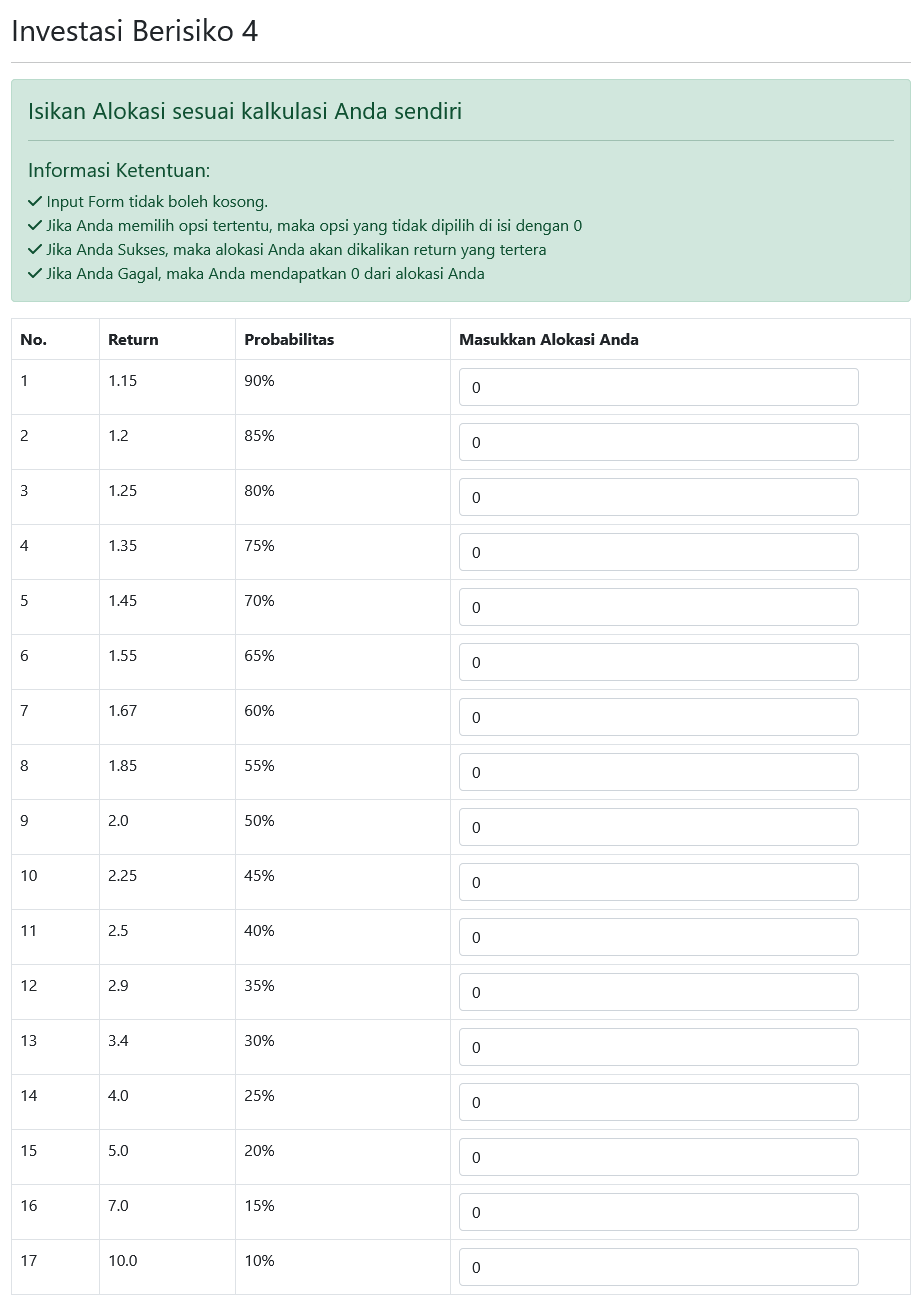 Investasi Berisiko 4
Isikan Alokasi sesuai kalkulasi Anda sendiri
Informasi Ketentuan:
✓ Input Form tidak boleh kosong.
✓ Jika Anda memilih opsi tertentu, maka opsi yang tidak dipilih di isi dengan 0
✓ Jika Anda Sukses, maka alokasi Anda akan dikalikan return yang tertera
✓ Jika Anda Gagal, maka Anda mendapatkan 0 dari alokasi Anda
No. Return Probabilitas Masukkan Alokasi Anda
1 1.15 90% 0
2 1.2 85% 0
3 1.25 80% 0
4 1.35 75% 0
5 1.45 70% 0
6 1.55 65% 0
7 1.67 60% 0
8 1.85 55% 0
9 2.0 50% 0
10 2.25 45% 0
11 2.5 40% 0
12 2.9 35% 0
13 3.4 30% 0
14 4.0 25% 0
15 5.0 20% 0
16 7.0 15% 0
17 10.0 10% 0